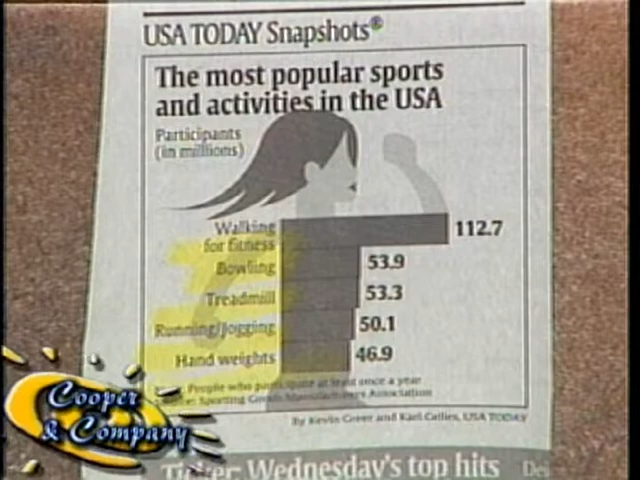 USA TODAY Snapshots®
The most popular sports
and activities in the USA
Participants
(in millions)
Walking
for fitness
112.7
Bowling
53.9
Treadmill
53.3
Running/Jogging
50.1
Hand weights
46.9
People who participate at least once a year
Sporting Goods Manufacturers Association
By Kevin Greer and Karl Gelles, USA TODAY
Cooper
& Company
Ticker: Wednesday's top hits